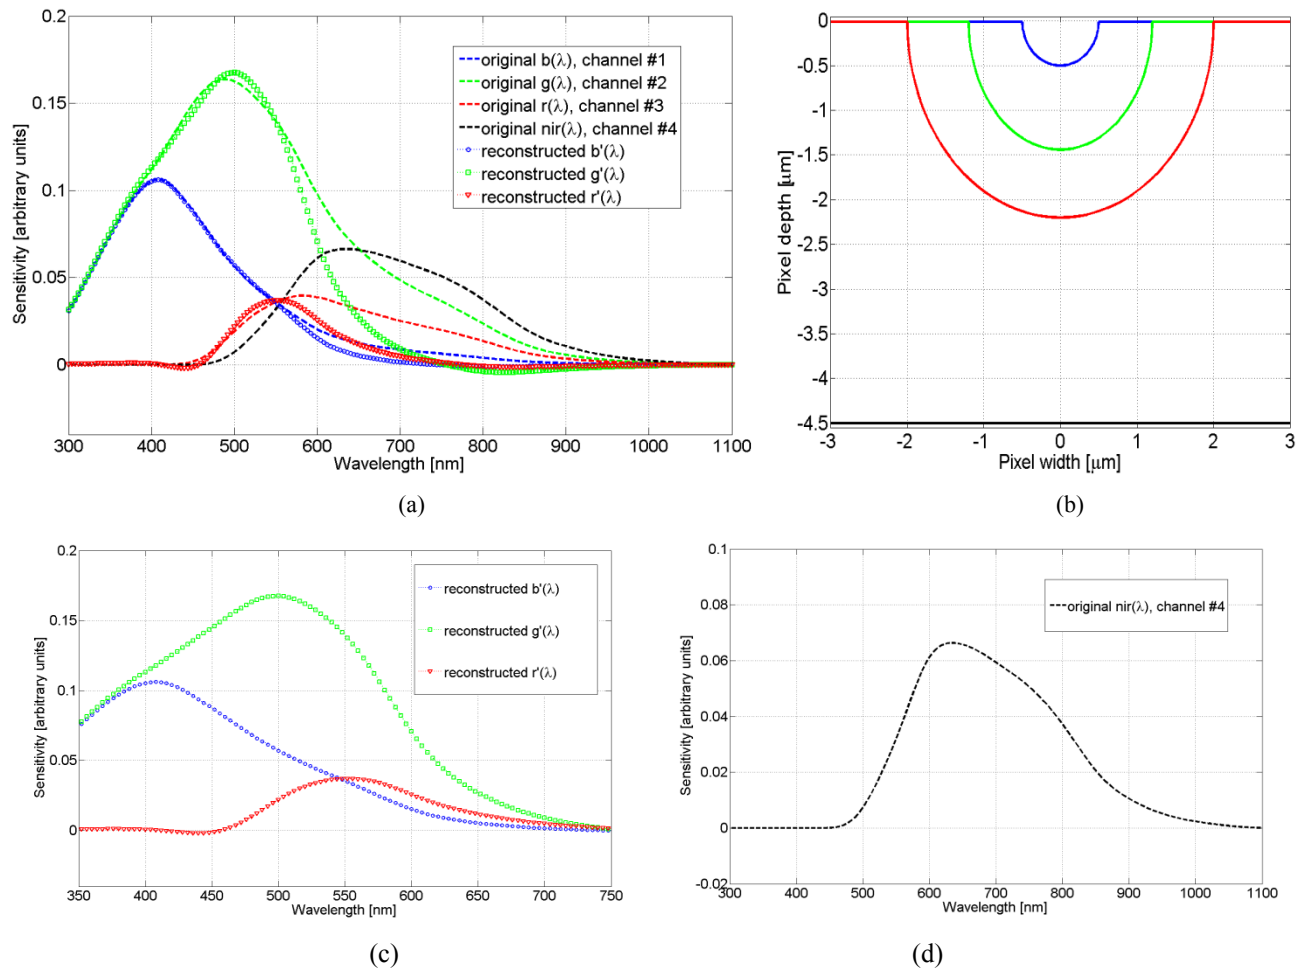 0.2
0.15
0.1
0.05
0
300
400
500
600
700
800
900
1000
1100
Sensitivity [arbitrary units]
Wavelength [nm]
original b(λ), channel #1
original g(λ), channel #2
original r(λ), channel #3
original nir(λ), channel #4
reconstructed b'(λ)
reconstructed g'(λ)
reconstructed r'(λ)
(a)
0
-0.5
-1
-1.5
-2
-2.5
-3
-3.5
-4
-4.5
-3
-2
-1
0
1
2
3
Pixel depth [μm]
Pixel width [μm]
(b)
0.2
0.15
0.1
0.05
0
350
400
450
500
550
600
650
700
750
Sensitivity [arbitrary units]
Wavelength [nm]
reconstructed b'(λ)
reconstructed g'(λ)
reconstructed r'(λ)
(c)
0.1
0.08
0.06
0.04
0.02
0
-0.02
300
400
500
600
700
800
900
1000
1100
Sensitivity [arbitrary units]
Wavelength [nm]
original nir(λ), channel #4
(d)